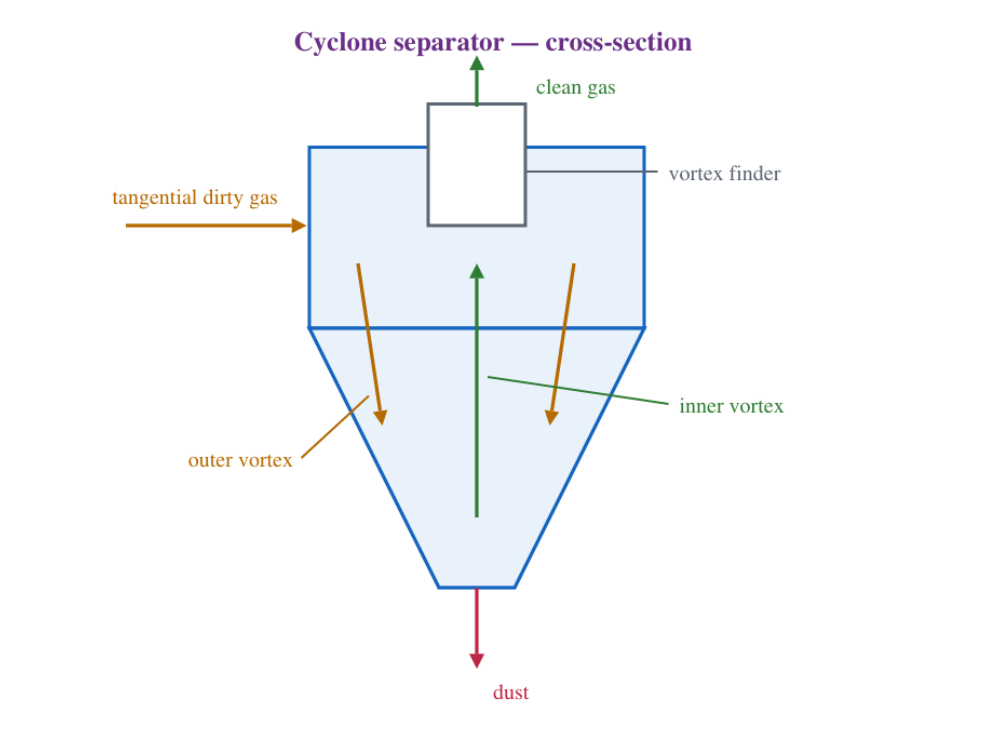 Cyclone separator — cross-section
clean gas
vortex finder
tangential dirty gas
inner vortex
outer vortex
dust